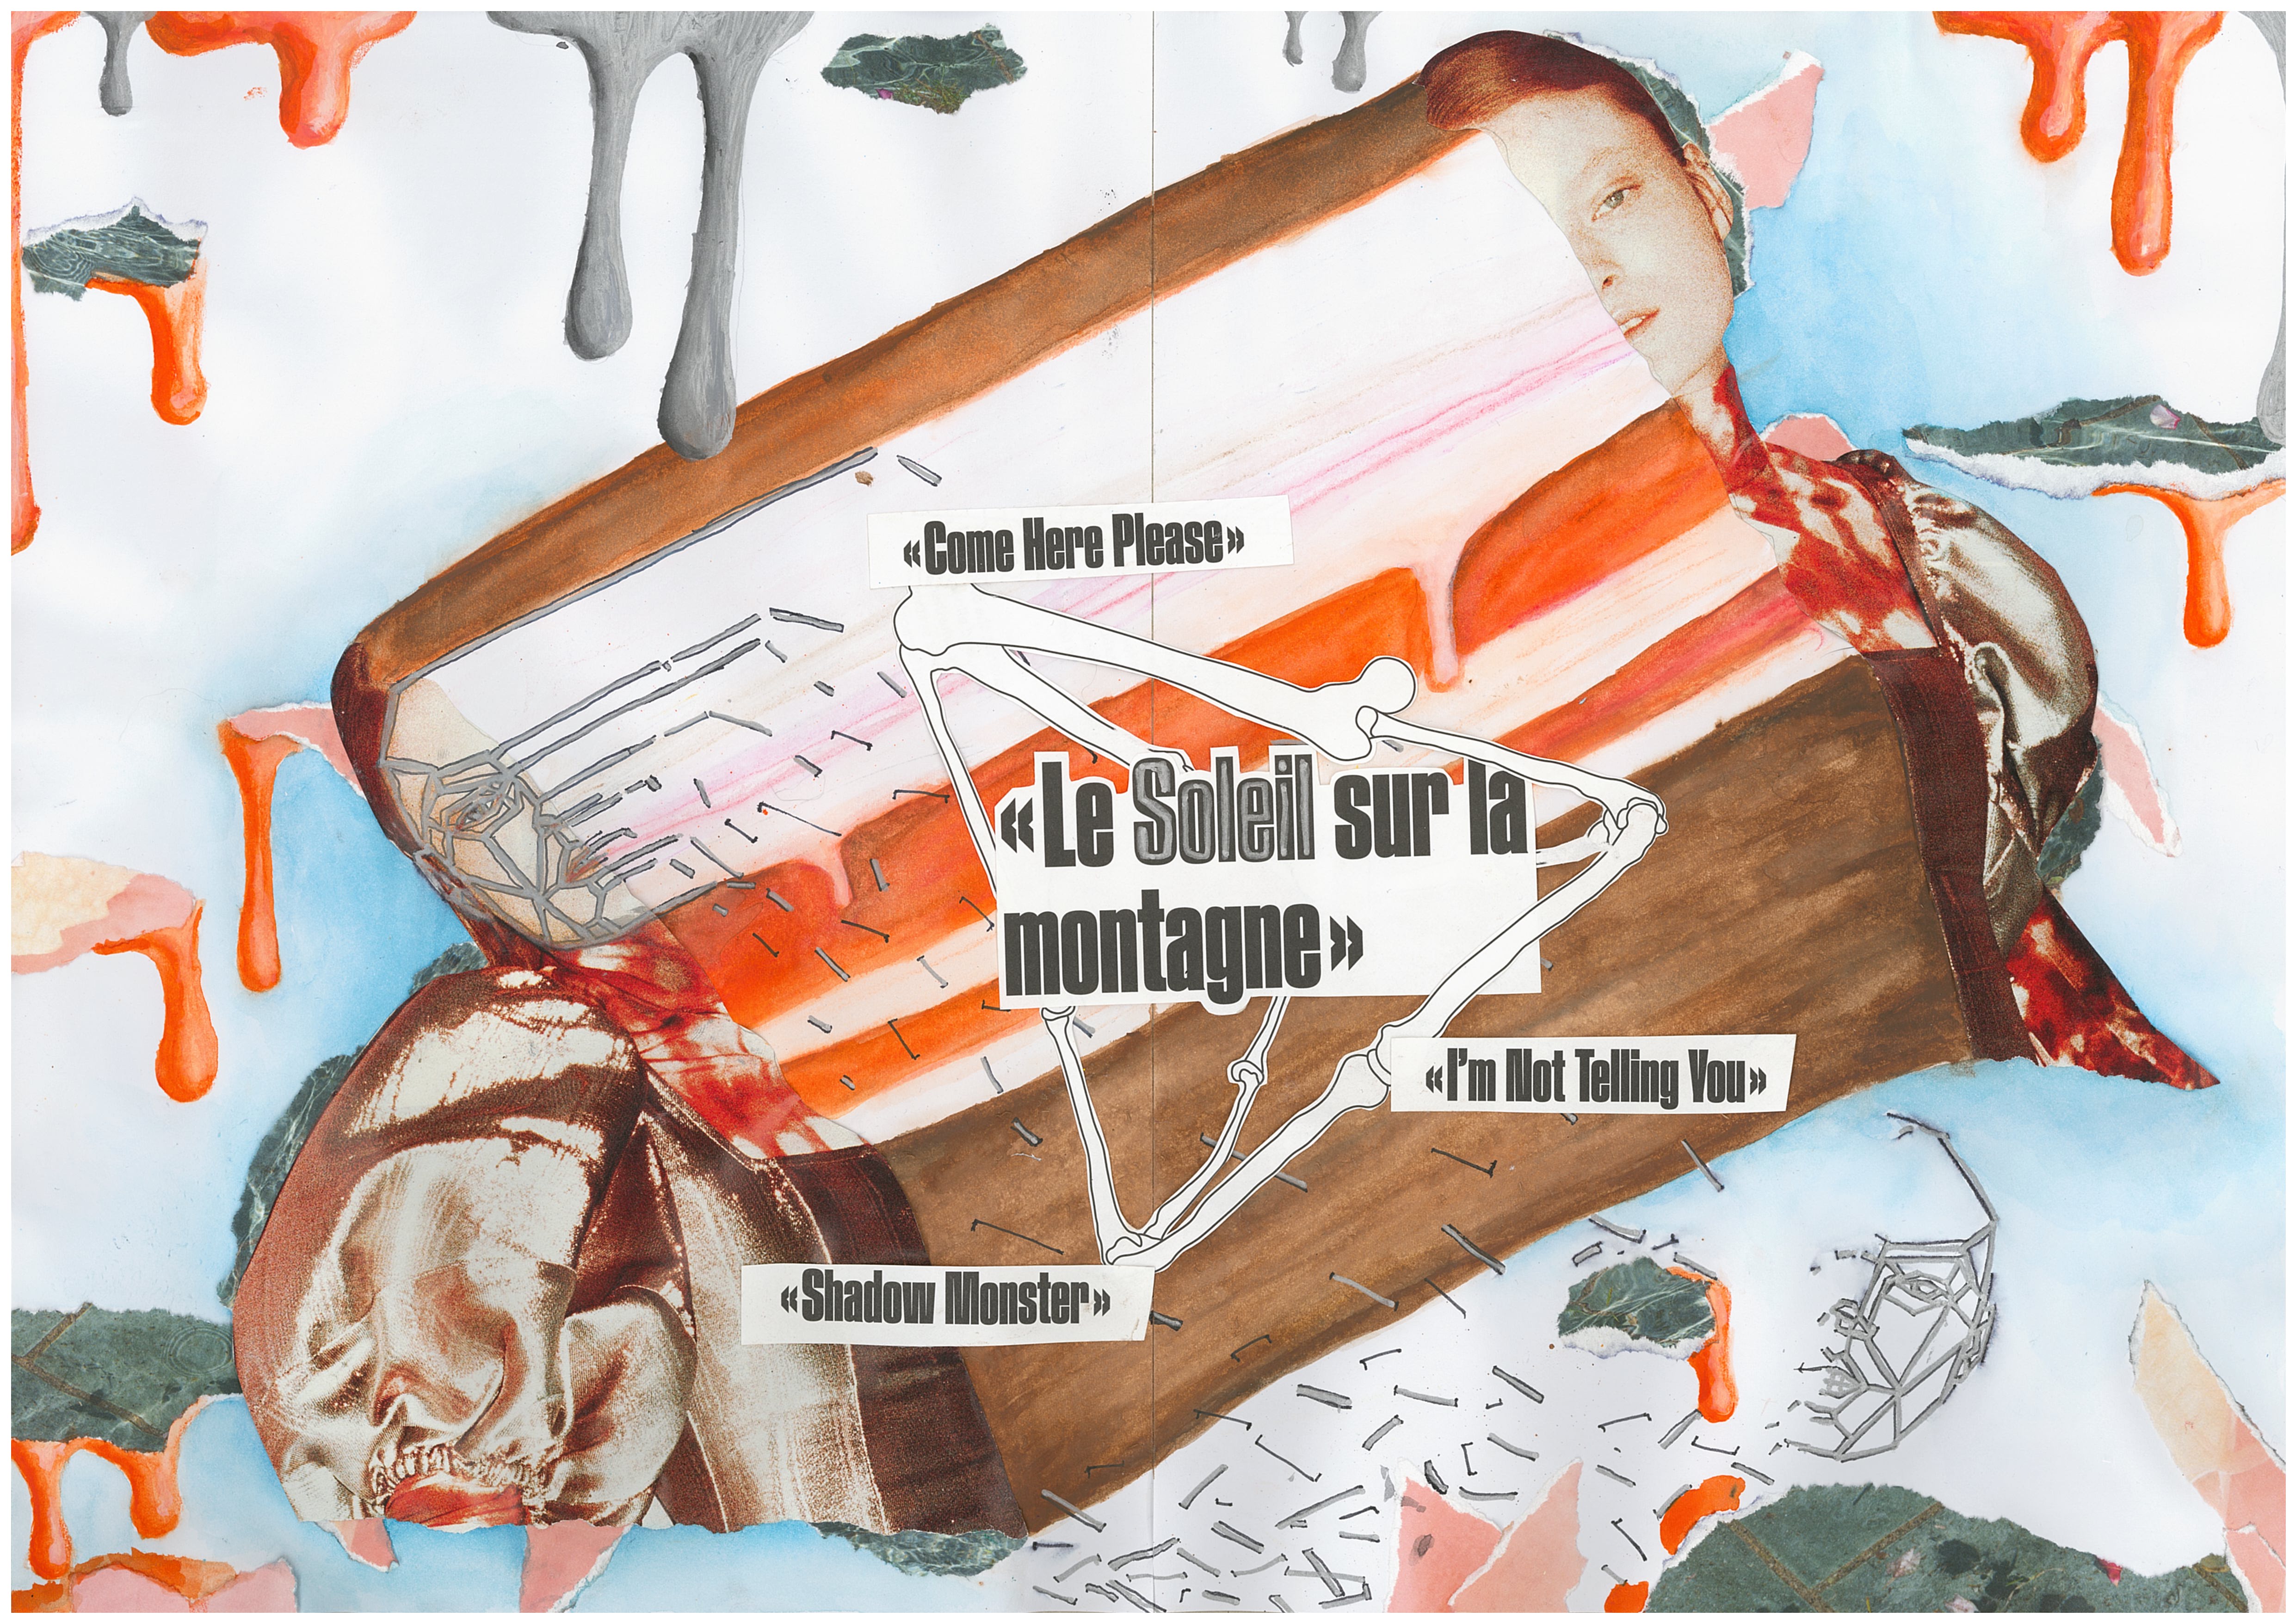 «Come Here Please»
«Le Soleil sur la
montagne»
«I'm Not Telling You»
«Shadow Monster»